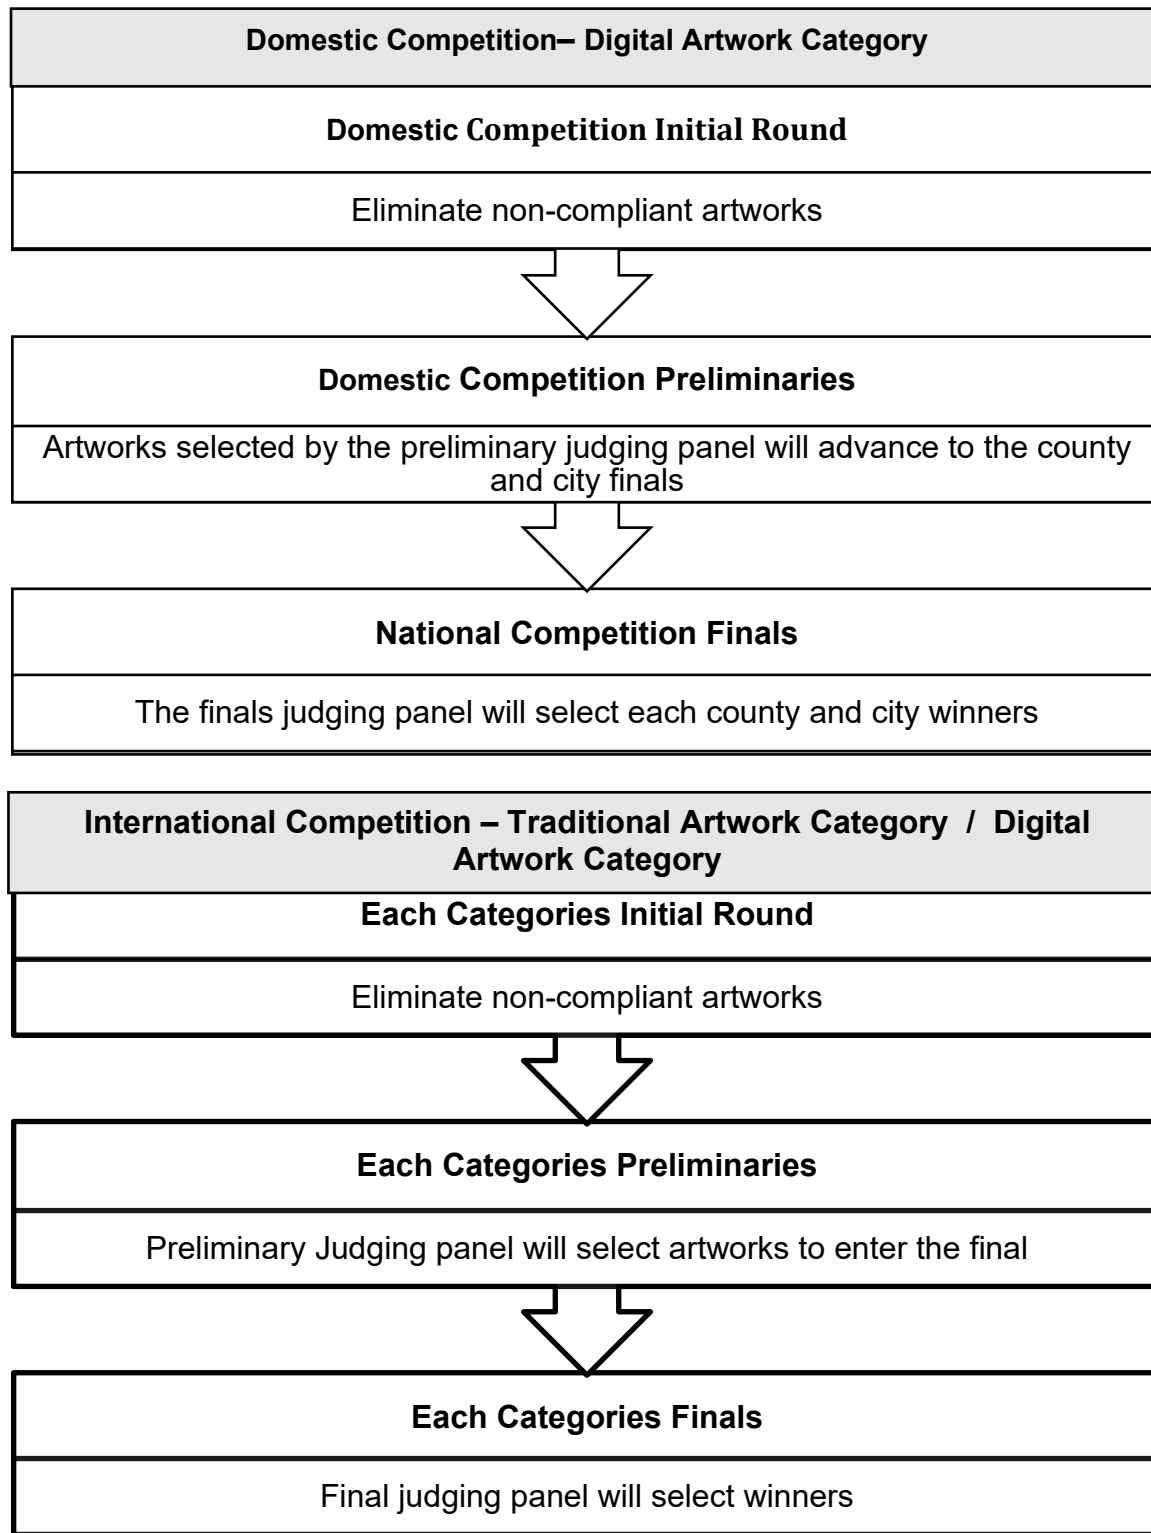 Domestic Competition– Digital Artwork Category
Domestic Competition Initial Round
Eliminate non-compliant artworks
Domestic Competition Preliminaries
Artworks selected by the preliminary judging panel will advance to the county
and city finals
National Competition Finals
The finals judging panel will select each county and city winners
International Competition – Traditional Artwork Category / Digital
Artwork Category
Each Categories Initial Round
Eliminate non-compliant artworks
Each Categories Preliminaries
Preliminary Judging panel will select artworks to enter the final
Each Categories Finals
Final judging panel will select winners